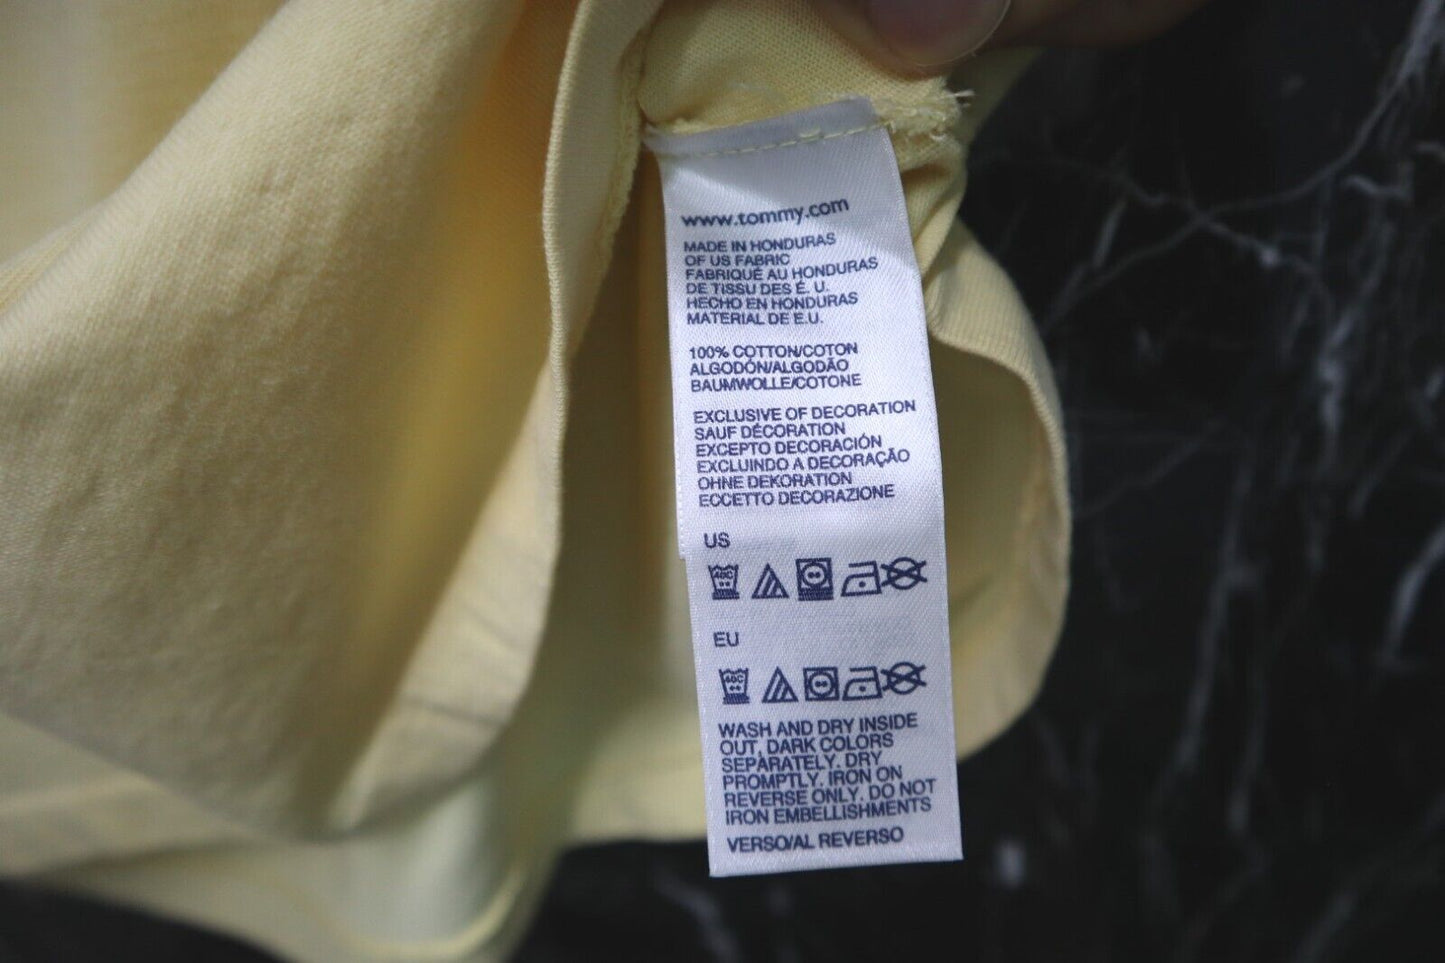 www.tommy.com
MADE IN HONDURAS
OF US FABRIC
FABRIQUÉ AU HONDURAS
DE TISSU DES É. U.
HECHO EN HONDURAS
MATERIAL DE E.U.
100% COTTON/COTON
ALGODÓN/ALGODÃO
BAUMWOLLE/COTONE
EXCLUSIVE OF DECORATION
SAUF DÉCORATION
EXCEPTO DECORACIÓN
EXCLUINDO A DECORAÇÃO
OHNE DEKORATION
ECCETTO DECORAZIONE
US
40C
EU
WASH AND DRY INSIDE
OUT, DARK COLORS
SEPARATELY. DRY
PROMPTLY. IRON ON
REVERSE ONLY. DO NOT
IRON EMBELLISHMENTS
VERSO/AL REVERSO